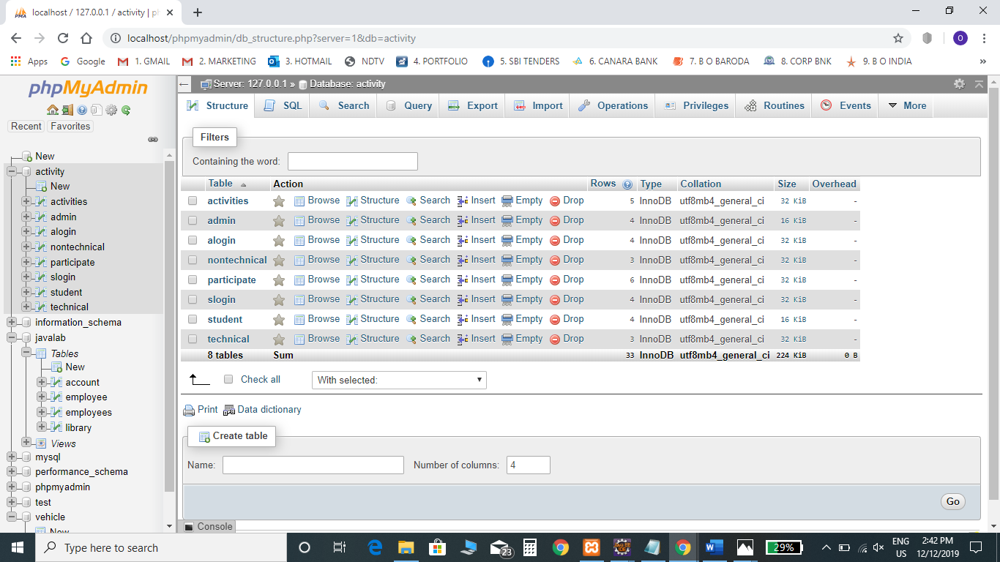 localhost / 127.0.0.1 / activity | ph
localhost/phpmyadmin/db_structure.php?server=1&db=activity
O
Apps Google 1. GMAIL 2. MARKETING 3. HOTMAIL NDTV 4. PORTFOLIO 5. SBI TENDERS 6. CANARA BANK 7. B O BARODA 8. CORP BNK 9. B O INDIA »
phpMyAdmin
Recent Favorites
New
activity
New
activities
admin
alogin
nontechnical
participate
slogin
student
technical
information_schema
javalab
Tables
New
account
employee
employees
library
Views
mysql
performance_schema
phpmyadmin
test
vehicle
New
Server: 127.0.0.1 » Database: activity
Structure SQL Search Query Export Import Operations Privileges Routines Events More
Filters
Containing the word:
Table Action Rows Type Collation Size Overhead
activities Browse Structure Search Insert Empty Drop 5 InnoDB utf8mb4_general_ci 32 KiB -
admin Browse Structure Search Insert Empty Drop 4 InnoDB utf8mb4_general_ci 16 KiB -
alogin Browse Structure Search Insert Empty Drop 4 InnoDB utf8mb4_general_ci 32 KiB -
nontechnical Browse Structure Search Insert Empty Drop 3 InnoDB utf8mb4_general_ci 32 KiB -
participate Browse Structure Search Insert Empty Drop 6 InnoDB utf8mb4_general_ci 32 KiB -
slogin Browse Structure Search Insert Empty Drop 4 InnoDB utf8mb4_general_ci 32 KiB -
student Browse Structure Search Insert Empty Drop 4 InnoDB utf8mb4_general_ci 16 KiB -
technical Browse Structure Search Insert Empty Drop 3 InnoDB utf8mb4_general_ci 32 KiB -
8 tables Sum 33 InnoDB utf8mb4_general_ci 224 KiB 0 B
Check all With selected:
Print Data dictionary
Create table
Name: Number of columns: 4
Go
Console
Type here to search
23
29%
ENG
US
2:42 PM
12/12/2019